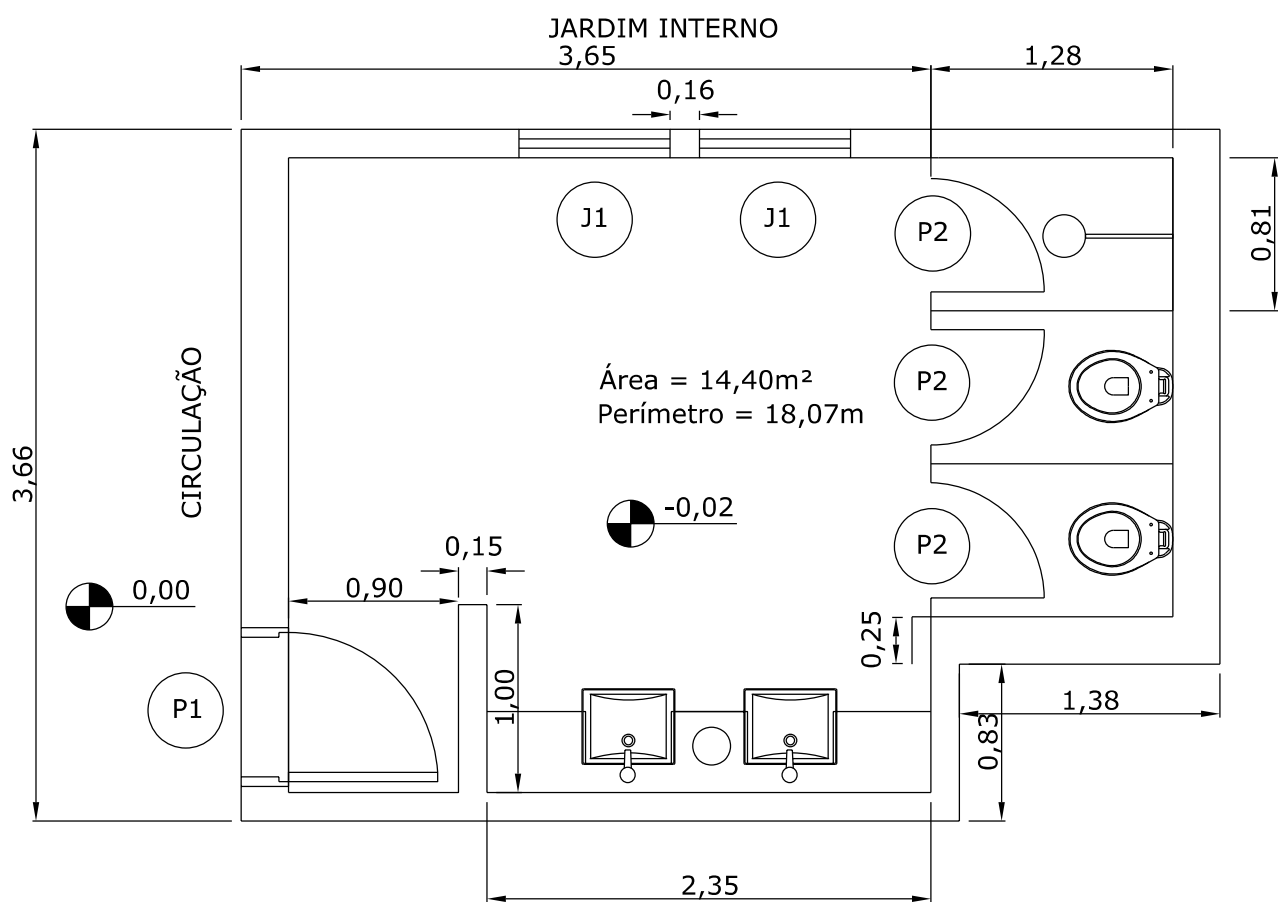 JARDIM INTERNO
3,65
1,28
0,16
J1
J1
P2
0,81
CIRCULAÇÃO
Área = 14,40m²
Perímetro = 18,07m
P2
3,66
-0,02
0,15
P2
0,00
0,90
0,25
P1
1,00
0,83
1,38
2,35